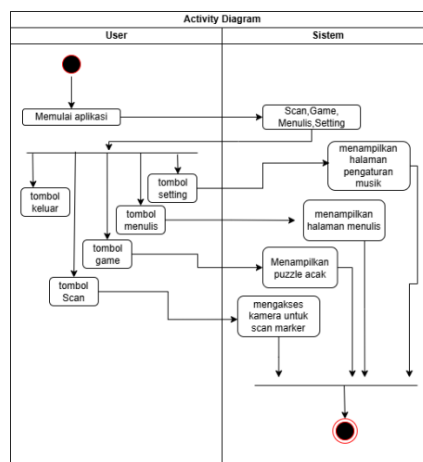 Activity Diagram
User
Sistem
Memulai aplikasi
Scan,Game,
Menulis,Setting
tombol
setting
menampilkan
halaman
pengaturan
musik
tombol
keluar
tombol
menulis
menampilkan
halaman menulis
tombol
game
Menampilkan
puzzle acak
tombol
Scan
mengakses
kamera untuk
scan marker